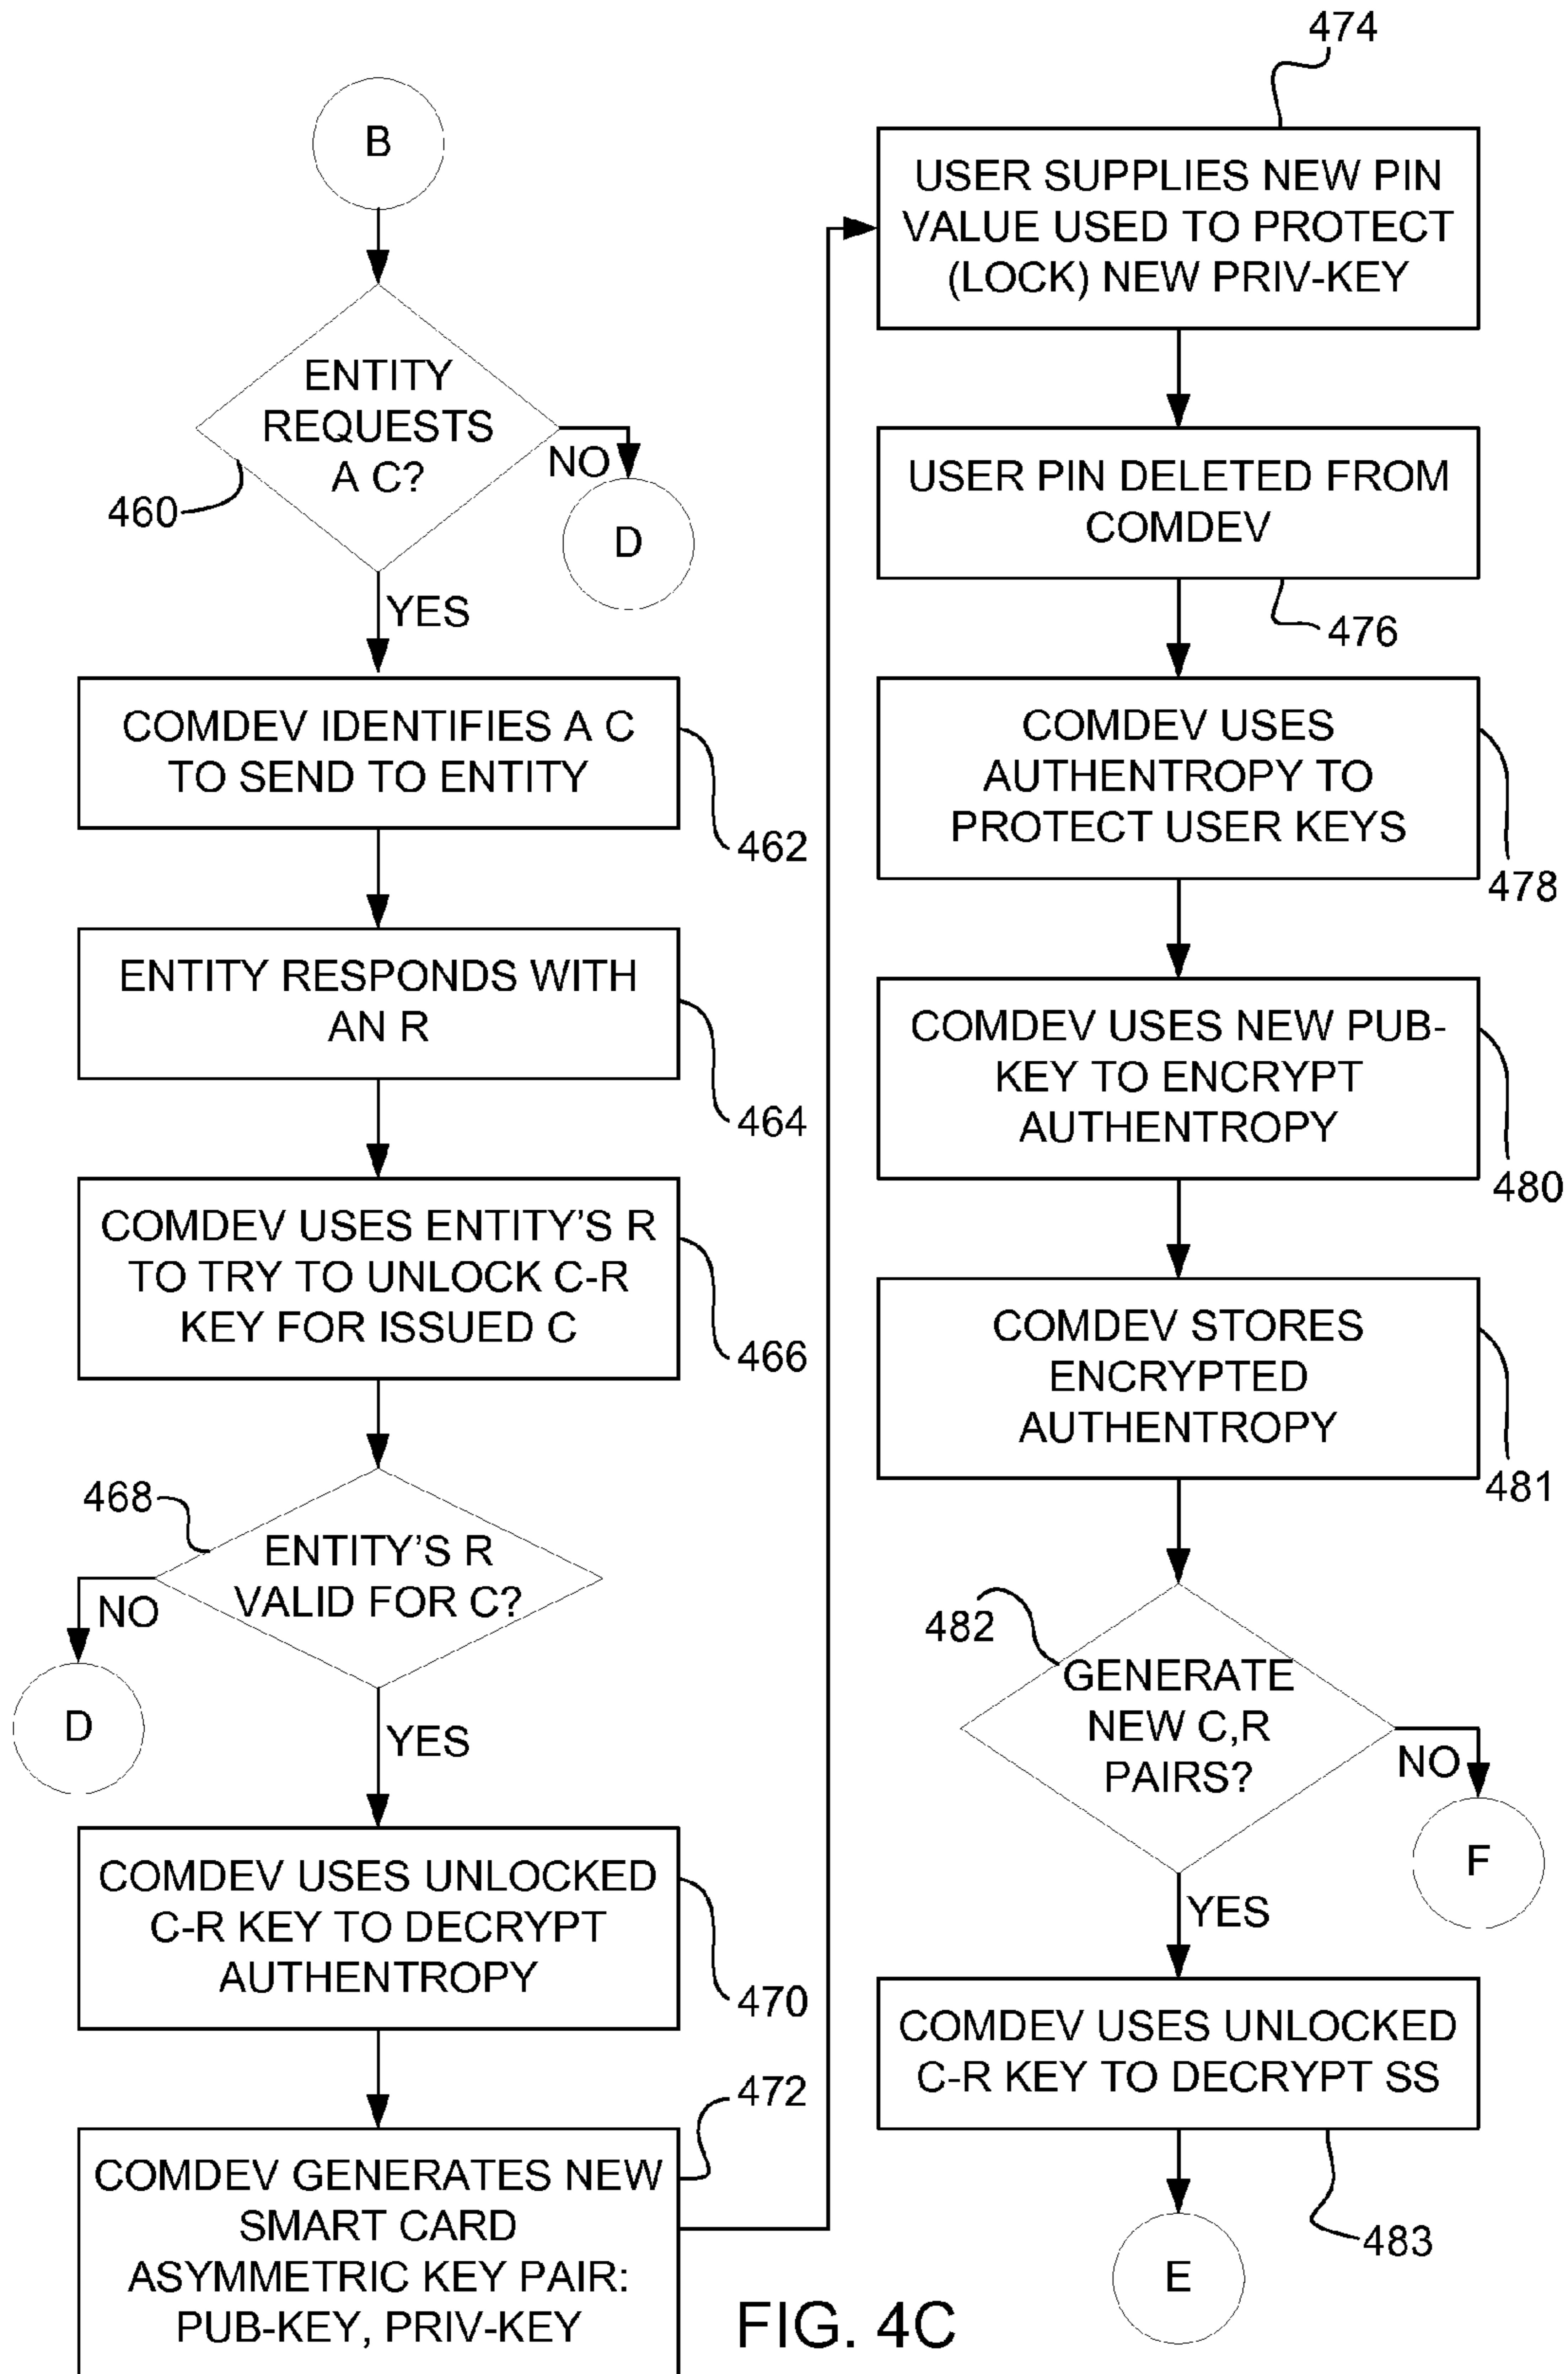 B
ENTITY
REQUESTS
A C?
460
NO
D
YES
COMDEV IDENTIFIES A C
TO SEND TO ENTITY
462
ENTITY RESPONDS WITH
AN R
464
COMDEV USES ENTITY'S R
TO TRY TO UNLOCK C-R
KEY FOR ISSUED C
466
468
ENTITY'S R
VALID FOR C?
NO
D
YES
COMDEV USES UNLOCKED
C-R KEY TO DECRYPT
AUTHENTROPY
470
472
COMDEV GENERATES NEW
SMART CARD
ASYMMETRIC KEY PAIR:
PUB-KEY, PRIV-KEY
474
USER SUPPLIES NEW PIN
VALUE USED TO PROTECT
(LOCK) NEW PRIV-KEY
USER PIN DELETED FROM
COMDEV
476
COMDEV USES
AUTHENTROPY TO
PROTECT USER KEYS
478
COMDEV USES NEW PUB-
KEY TO ENCRYPT
AUTHENTROPY
480
COMDEV STORES
ENCRYPTED
AUTHENTROPY
481
482
GENERATE
NEW C,R
PAIRS?
NO
F
YES
COMDEV USES UNLOCKED
C-R KEY TO DECRYPT SS
483
E
FIG. 4C